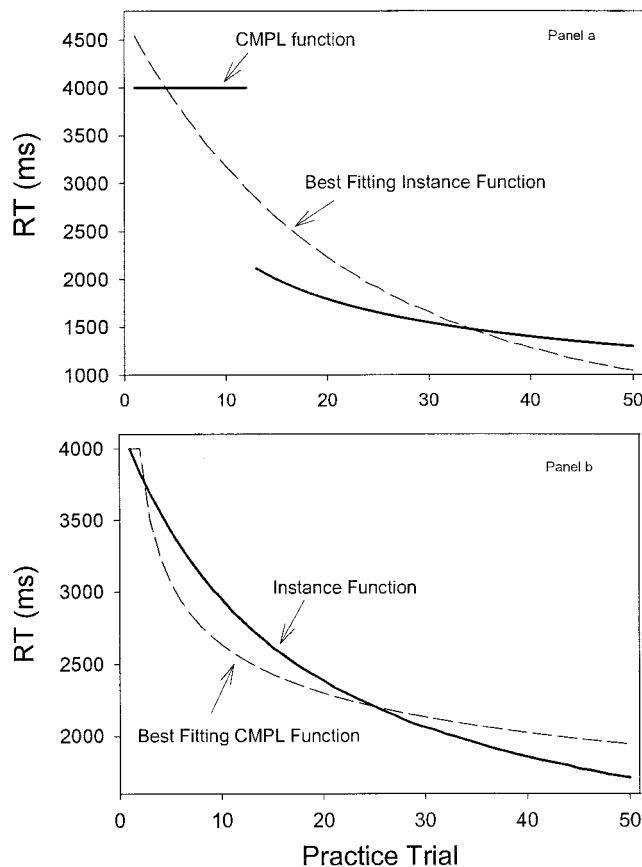 Panel a
CMPL function
Best Fitting Instance Function
RT (ms)
4500
4000
3500
3000
2500
2000
1500
1000
0 10 20 30 40 50
Panel b
Instance Function
Best Fitting CMPL Function
RT (ms)
4000
3500
3000
2500
2000
0 10 20 30 40 50
Practice Trial